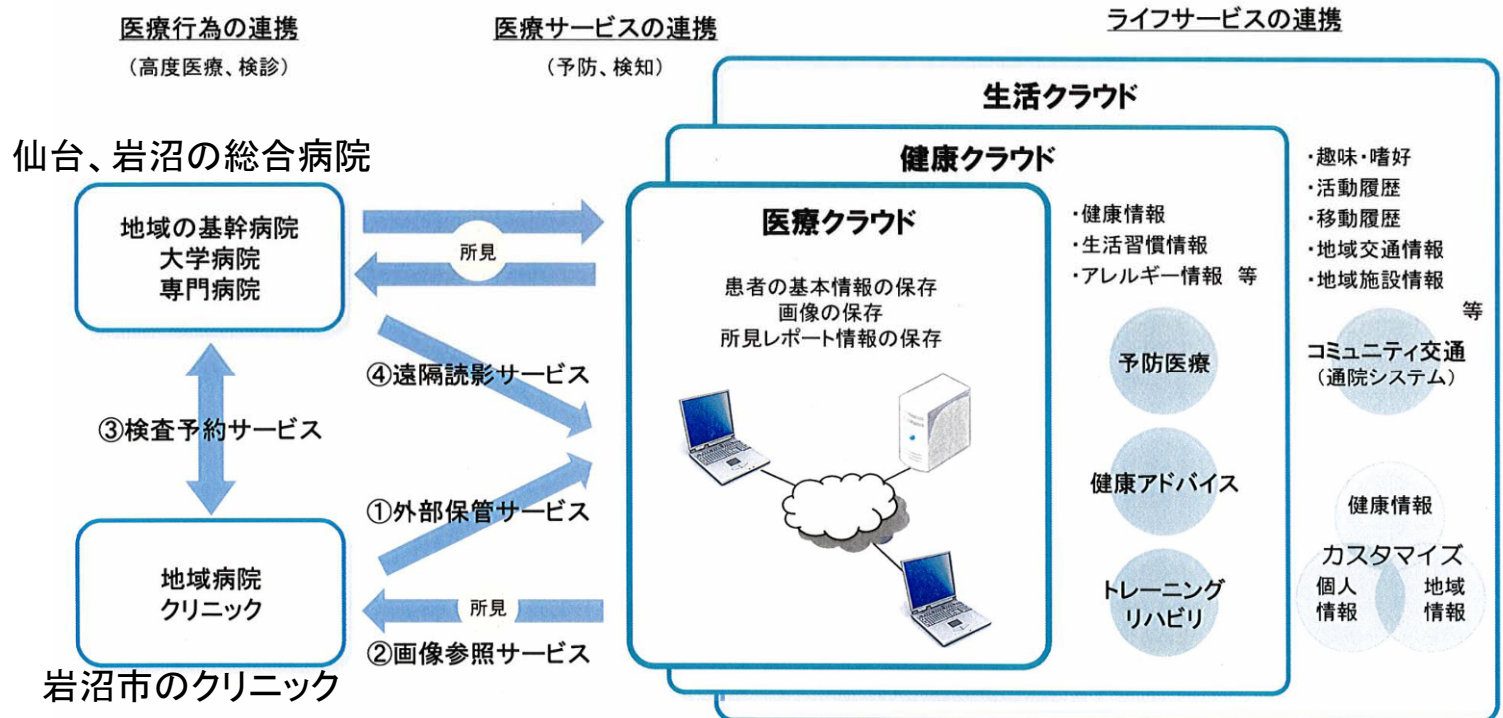 医療行為の連携
（高度医療、検診）
医療サービスの連携
（予防、検知）
ライフサービスの連携
仙台、岩沼の総合病院
地域の基幹病院
大学病院
専門病院
③検査予約サービス
地域病院
クリニック
岩沼市のクリニック
所見
④遠隔読影サービス
①外部保管サービス
所見
②画像参照サービス
医療クラウド
患者の基本情報の保存
画像の保存
所見レポート情報の保存
健康クラウド
・健康情報
・生活習慣情報
・アレルギー情報 等
予防医療
健康アドバイス
トレーニング
リハビリ
生活クラウド
・趣味・嗜好
・活動履歴
・移動履歴
・地域交通情報
・地域施設情報
等
コミュニティ交通
（通院システム）
健康情報
カスタマイズ
個人
情報
地域
情報